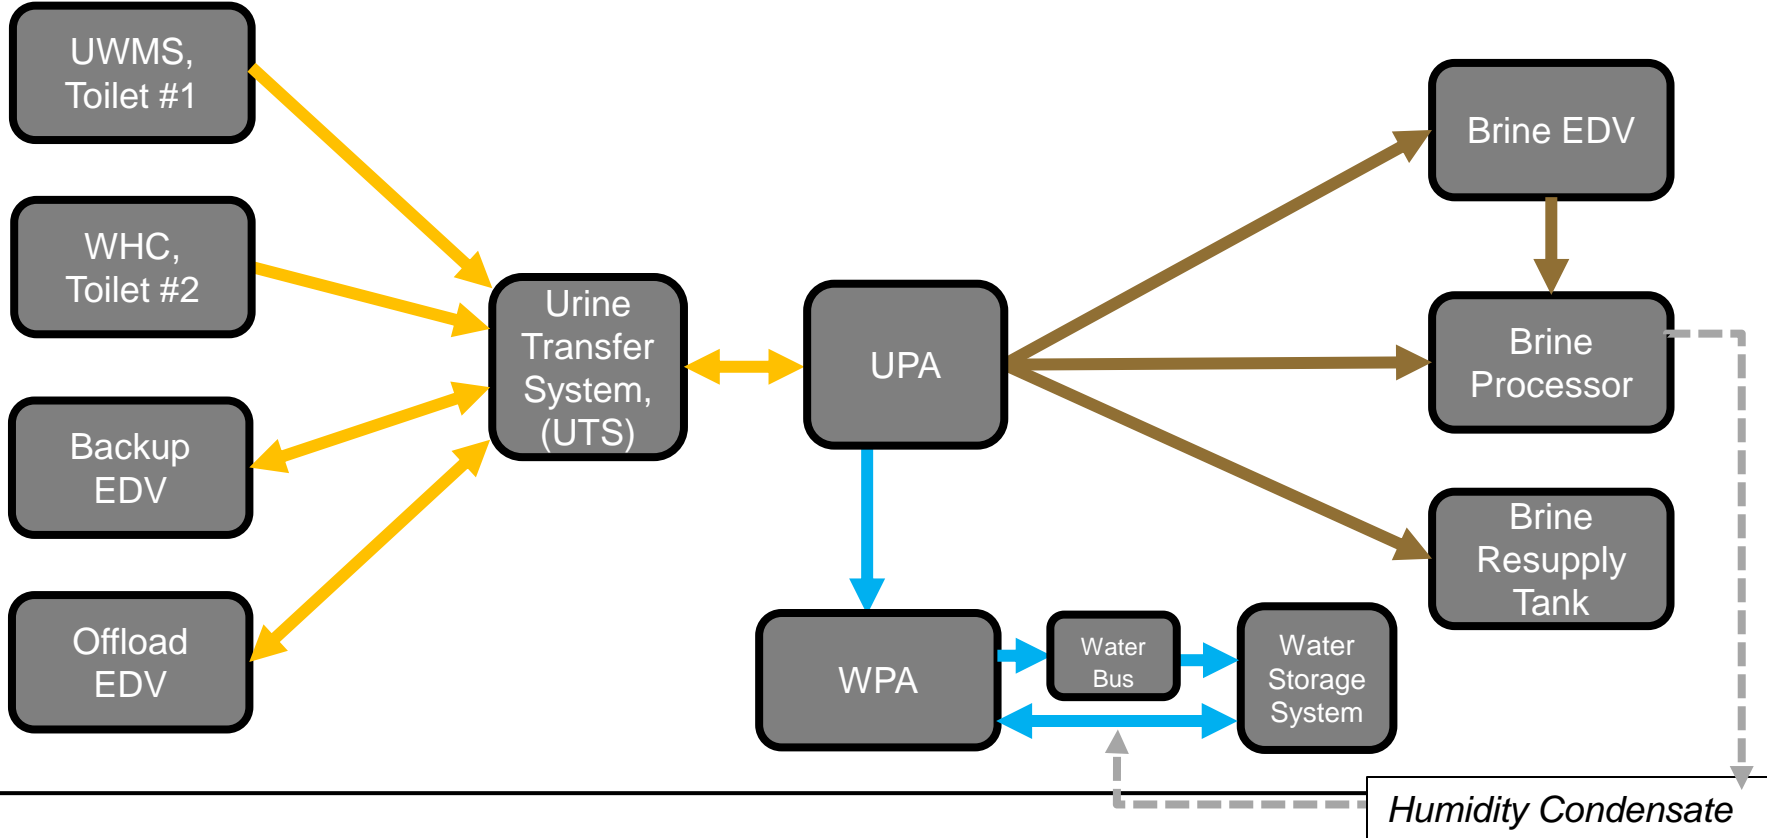 UWMS,
Toilet #1
WHC,
Toilet #2
Backup
EDV
Offload
EDV
Urine
Transfer
System,
(UTS)
UPA
WPA
Water
Bus
Water
Storage
System
Brine EDV
Brine
Processor
Brine
Resupply
Tank
Humidity Condensate